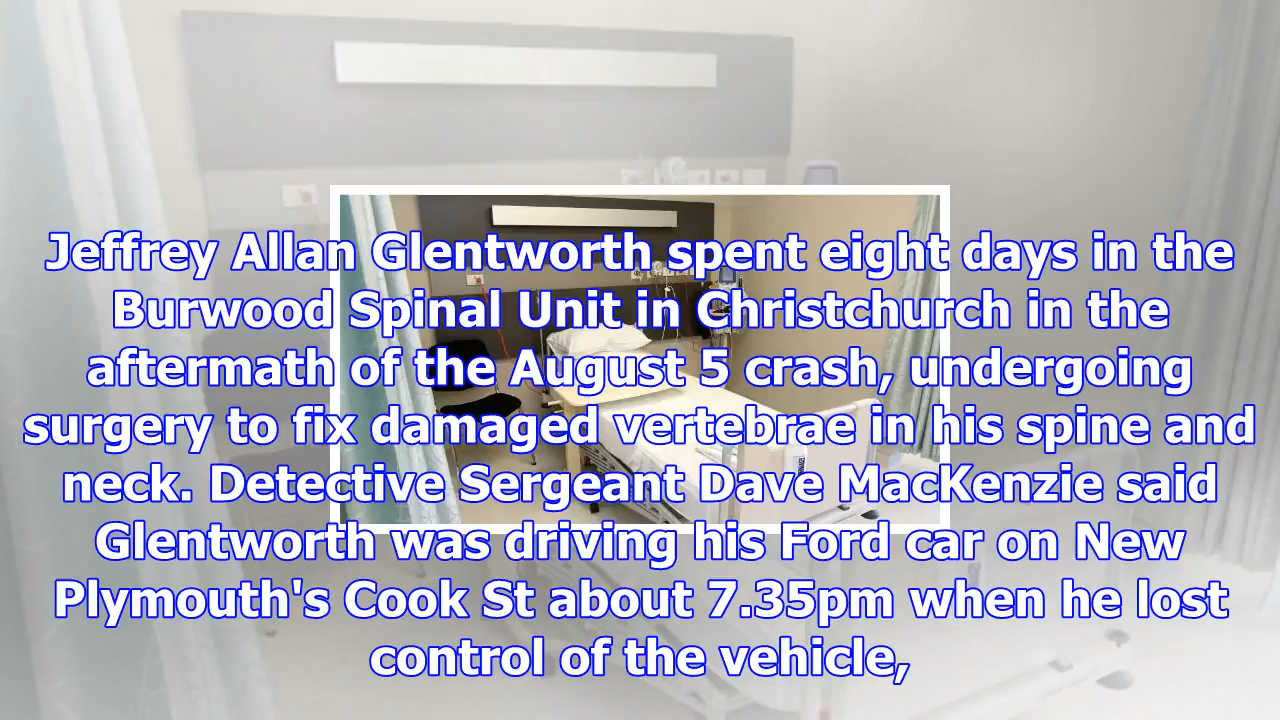 Jeffrey Allan Glentworth spent eight days in the
Burwood Spinal Unit in Christchurch in the
aftermath of the August 5 crash, undergoing
surgery to fix damaged vertebrae in his spine and
neck. Detective Sergeant Dave MacKenzie said
Glentworth was driving his Ford car on New
Plymouth's Cook St about 7.35pm when he lost
control of the vehicle,